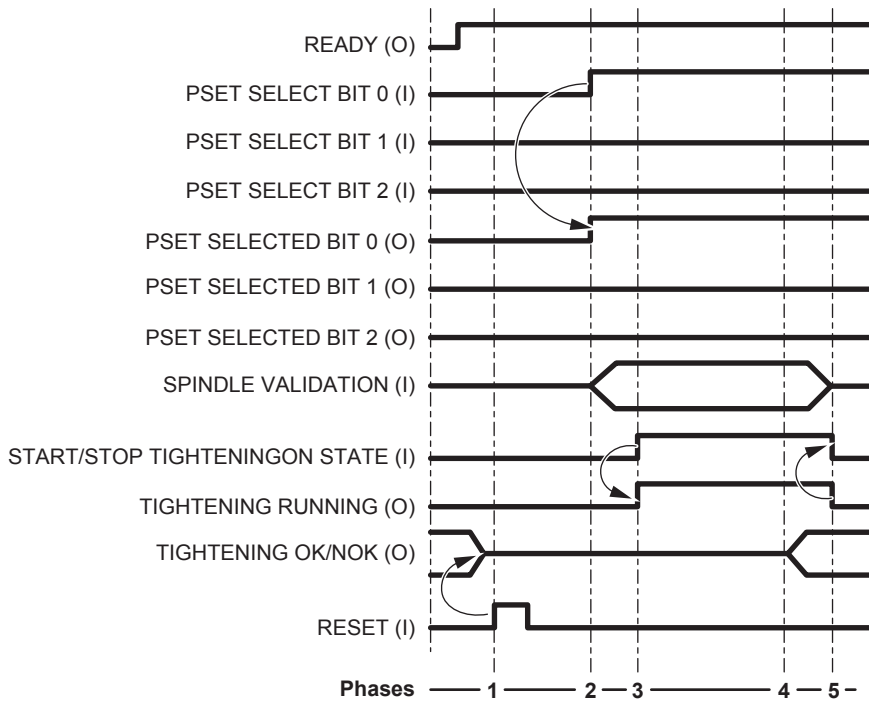 READY (O)
PSET SELECT BIT 0 (I)
PSET SELECT BIT 1 (I)
PSET SELECT BIT 2 (I)
PSET SELECTED BIT 0 (O)
PSET SELECTED BIT 1 (O)
PSET SELECTED BIT 2 (O)
SPINDLE VALIDATION (I)
START/STOP TIGHTENINGON STATE (I)
TIGHTENING RUNNING (O)
TIGHTENING OK/NOK (O)
RESET (I)
Phases 1 2 3 4 5